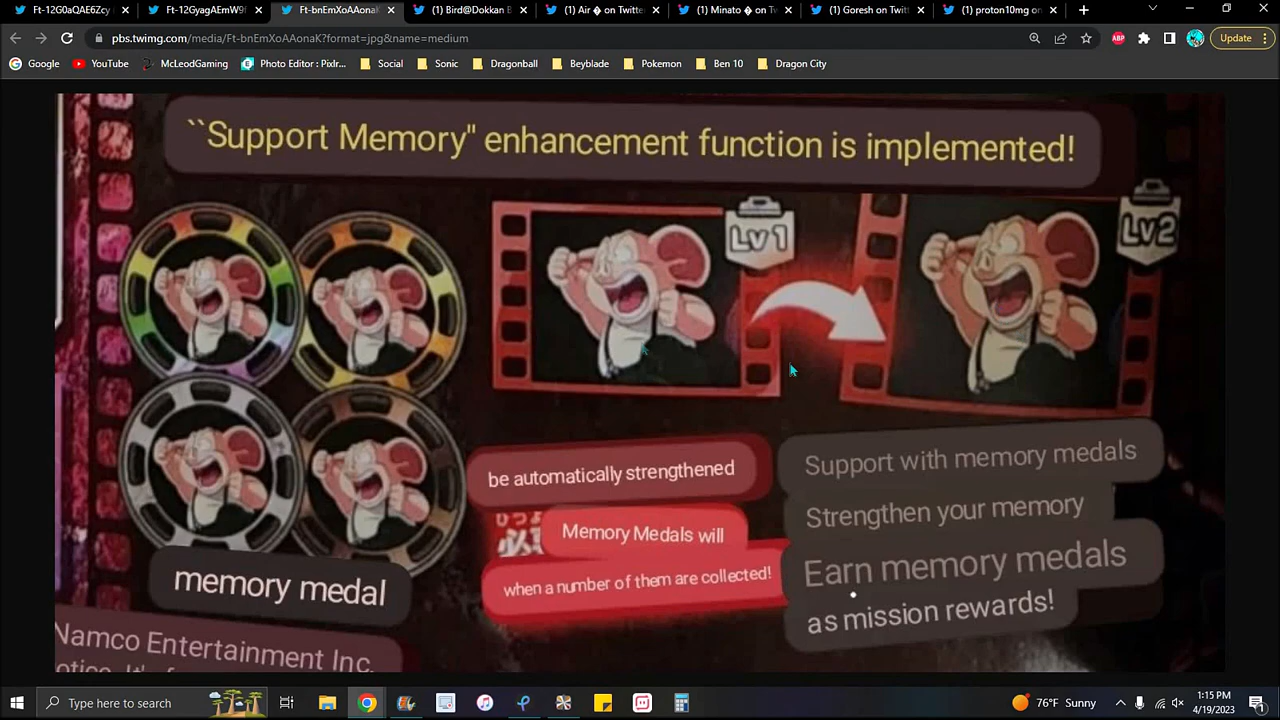 Ft-12G0aQAE6Zcy (
Ft-12GyagAEmW9f
Ft-bnEmXoAAonaK
(1) Bird@Dokkan B
(1) Air � on Twitte
(1) Minato � on Tw
(1) Goresh on Twitt
(1) proton10mg on
pbs.twimg.com/media/Ft-bnEmXoAAonaK?format=jpg&name=medium
ABP
Update
Google
YouTube
McLeodGaming
Photo Editor : Pixlr...
Social
Sonic
Dragonball
Beyblade
Pokemon
Ben 10
Dragon City
``Support Memory" enhancement function is implemented!
Lv1
Lv2
be automatically strengthened
Memory Medals will
when a number of them are collected!
Support with memory medals
Strengthen your memory
Earn memory medals
as mission rewards!
memory medal
Namco Entertainment Inc.
Type here to search
76°F Sunny
1:15 PM
4/19/2023